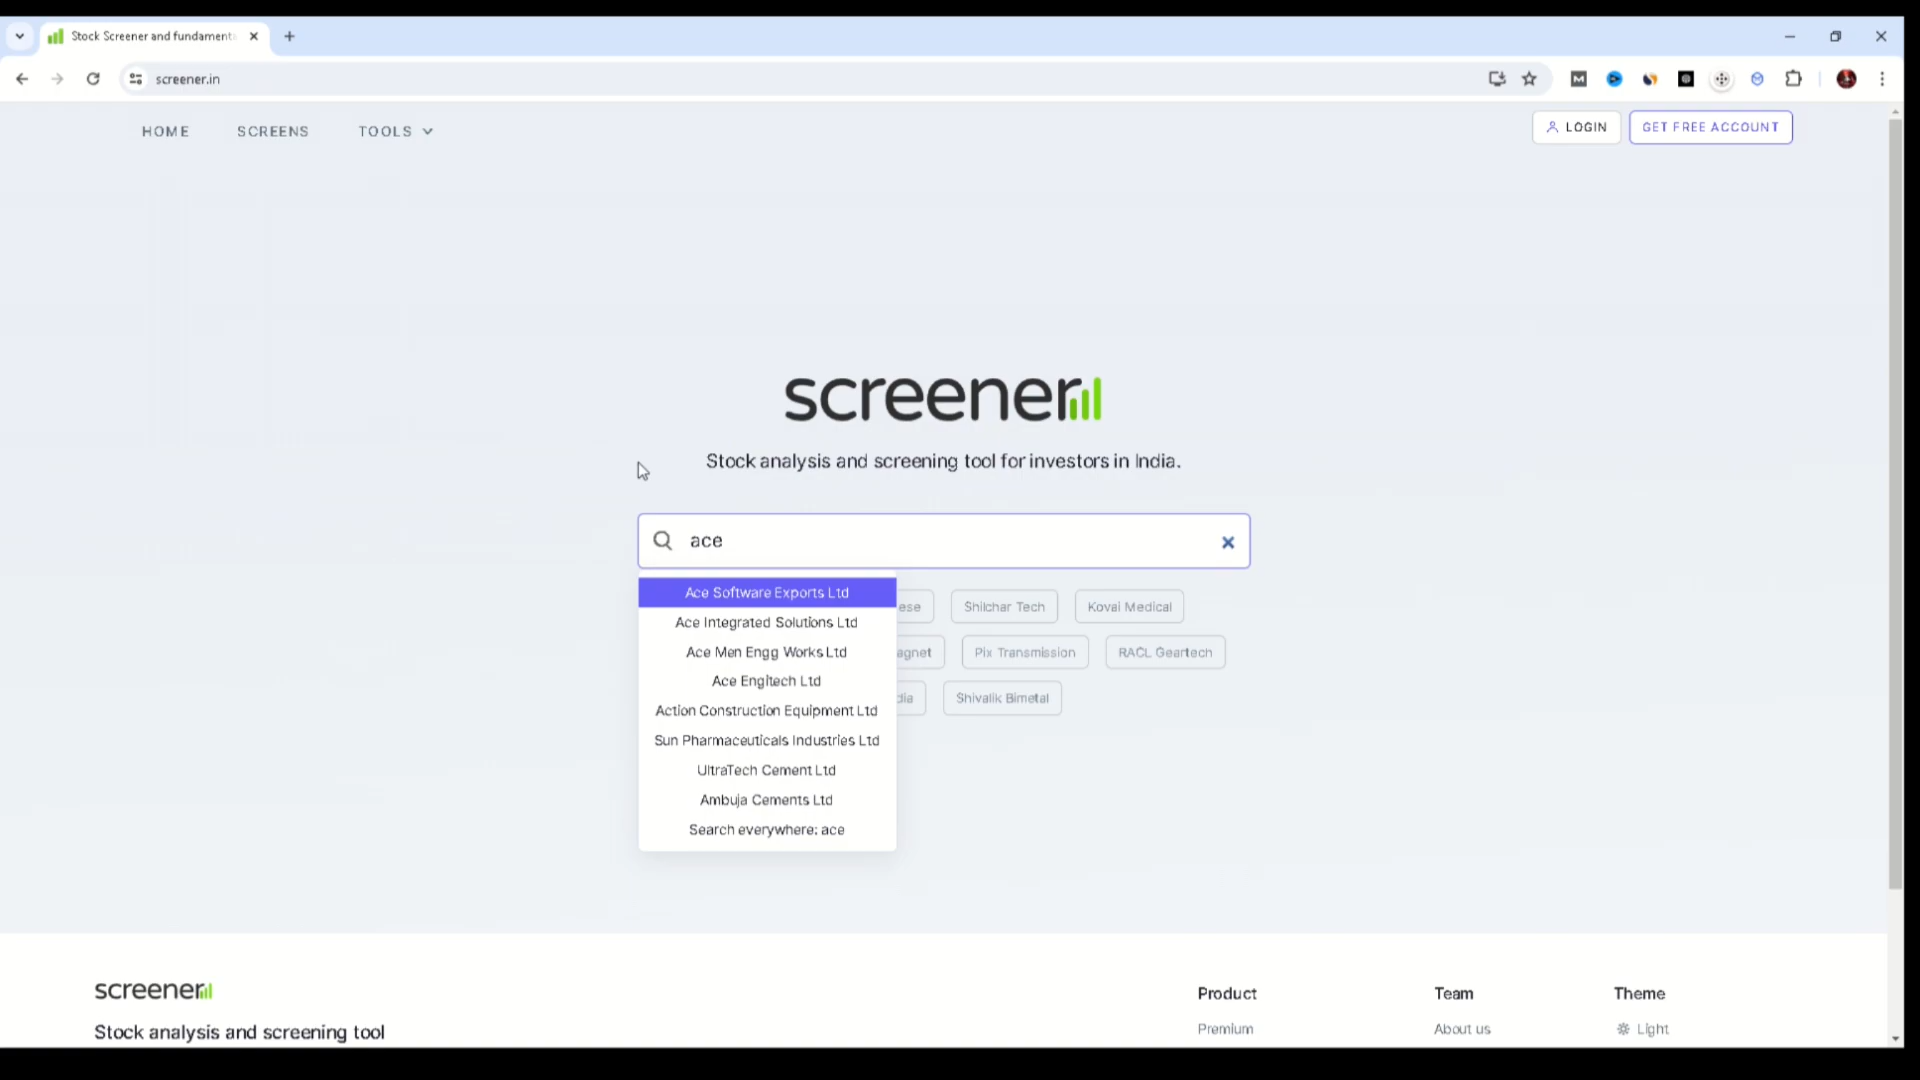 Stock Screener and fundament
screener.in
HOME SCREENS TOOLS
LOGIN GET FREE ACCOUNT
screener
Stock analysis and screening tool for investors in India.
ace
Ace Software Exports Ltd
ese Shilchar Tech Kovai Medical
Ace Integrated Solutions Ltd
Ace Men Engg Works Ltd
agnet Pix Transmission RACL Geartech
Ace Engitech Ltd
dia Shivalik Bimetal
Action Construction Equipment Ltd
Sun Pharmaceuticals Industries Ltd
UltraTech Cement Ltd
Ambuja Cements Ltd
Search everywhere: ace
screener
Product Team Theme
Stock analysis and screening tool
Premium About us Light